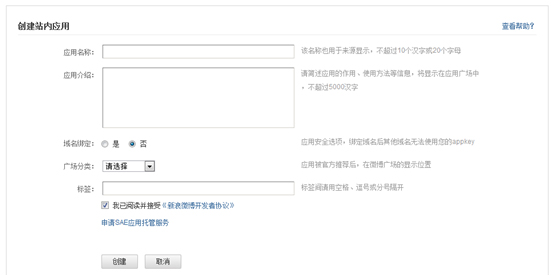 创建站内应用 查看帮助?
应用名称： 该名称也用于来源显示，不超过10个汉字或20个字母
应用介绍： 请简述应用的作用、使用方法等信息，将显示在应用广场中
，不超过5000汉字
域名绑定： 是 否 应用安全选项，绑定域名后其他域名无法使用您的appkey
广场分类： 请选择 应用被官方推荐后，在微博广场的显示位置
标签： 标签间请用空格、逗号或分号隔开
我已阅读并接受《新浪微博开发者协议》
申请SAE应用托管服务
创建 取消